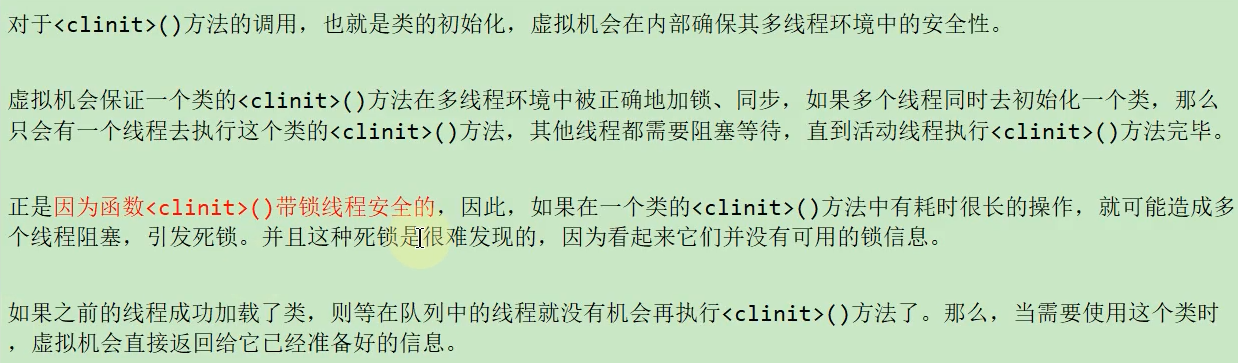 对于<clinit>()方法的调用，也就是类的初始化，虚拟机会在内部确保其多线程环境中的安全性。
虚拟机会保证一个类的<clinit>()方法在多线程环境中被正确地加锁、同步，如果多个线程同时去初始化一个类，那么
只会有一个线程去执行这个类的<clinit>()方法，其他线程都需要阻塞等待，直到活动线程执行<clinit>()方法完毕。
正是因为函数<clinit>()带锁线程安全的，因此，如果在一个类的<clinit>()方法中有耗时很长的操作，就可能造成多
个线程阻塞，引发死锁。并且这种死锁是很难发现的，因为看起来它们并没有可用的锁信息。
如果之前的线程成功加载了类，则等在队列中的线程就没有机会再执行<clinit>()方法了。那么，当需要使用这个类时
，虚拟机会直接返回给它已经准备好的信息。